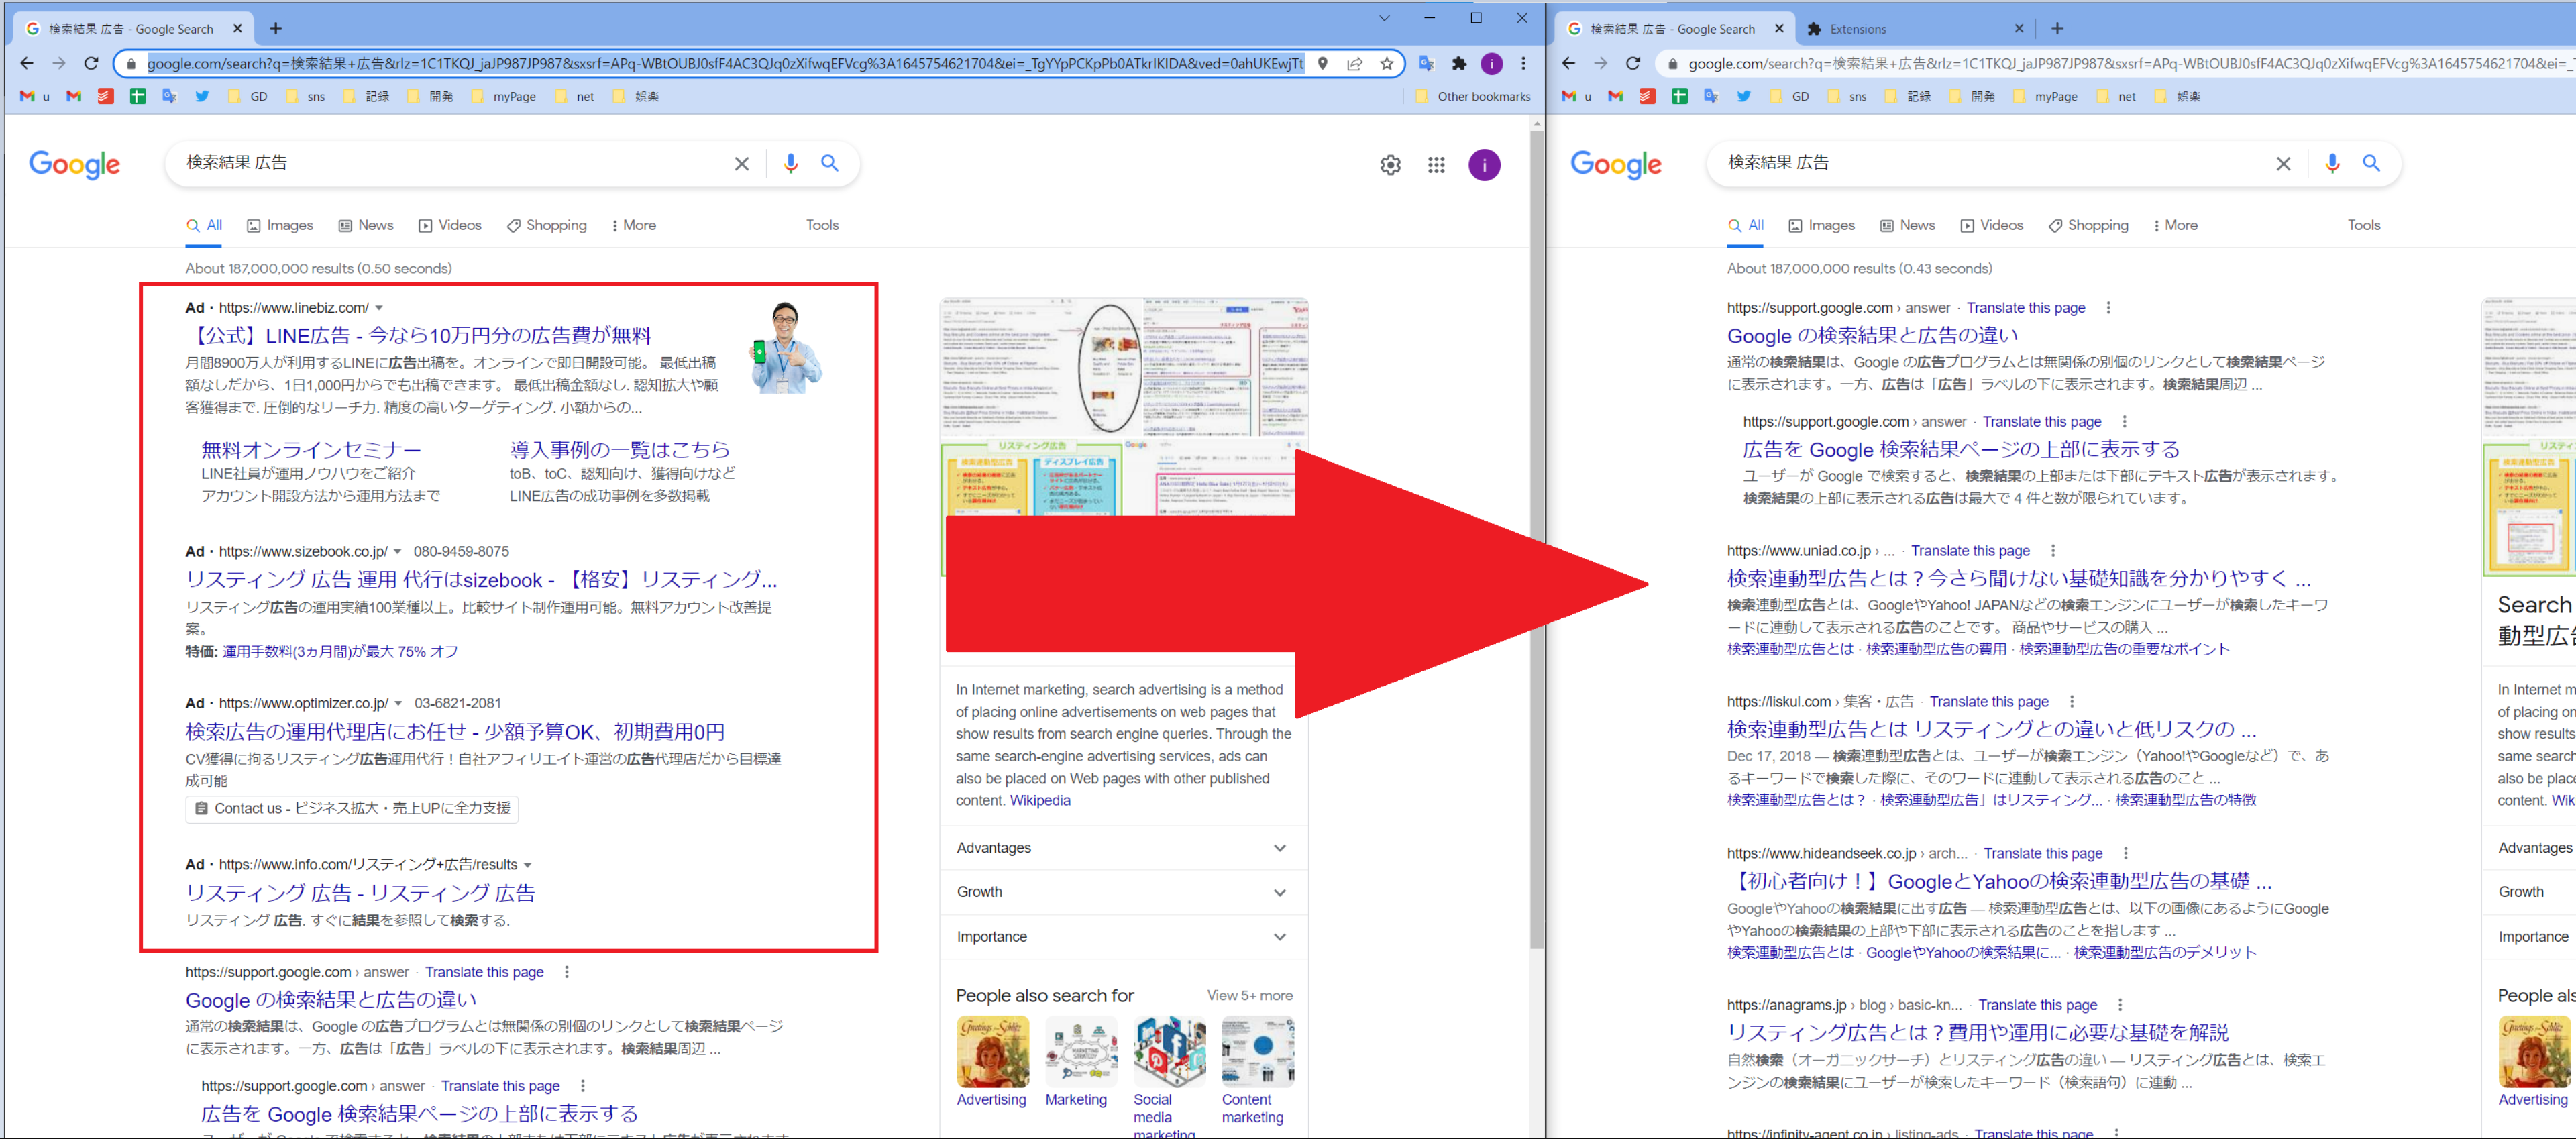 検索結果 広告 - Google Search
google.com/search?q=検索結果+広告&rlz=1C1TKQJ_jaJP987JP987&sxsrf=APq-WBtOUBJ0sfF4AC3QJq0zXifwqEFVcg%3A1645754621704&ei=_TgYYpPCKpPb0ATkrIKIDA&ved=0ahUKEwjTt
u GD sns 記録 開発 myPage net 娯楽 Other bookmarks
Google 検索結果 広告
All Images News Videos Shopping More Tools
About 187,000,000 results (0.50 seconds)
Ad · https://www.linebiz.com/
【公式】LINE広告 - 今なら10万円分の広告費が無料
月間8900万人が利用するLINEに広告出稿を。オンラインで即日開設可能。 最低出稿
額なしだから、1日1,000円からでも出稿できます。 最低出稿金額なし. 認知拡大や顧
客獲得まで. 圧倒的なリーチ力. 精度の高いターゲティング. 小額からの...
無料オンラインセミナー
LINE社員が運用ノウハウをご紹介
アカウント開設方法から運用方法まで
導入事例の一覧はこちら
toB、toC、認知向け、獲得向けなど
LINE広告の成功事例を多数掲載
Ad · https://www.sizebook.co.jp/ 080-9459-8075
リスティング 広告 運用 代行はsizebook - 【格安】リスティング...
リスティング広告の運用実績100業種以上。比較サイト制作運用可能。無料アカウント改善提
案。
特価: 運用手数料(3ヵ月間)が最大 75% オフ
Ad · https://www.optimizer.co.jp/ 03-6821-2081
検索広告の運用代理店にお任せ - 少額予算OK、初期費用0円
CV獲得に拘るリスティング広告運用代行！自社アフィリエイト運営の広告代理店だから目標達
成可能
Contact us - ビジネス拡大・売上UPに全力支援
Ad · https://www.info.com/リスティング+広告/results
リスティング 広告 - リスティング 広告
リスティング 広告. すぐに結果を参照して検索する.
https://support.google.com › answer · Translate this page
Google の検索結果と広告の違い
通常の検索結果は、Google の広告プログラムとは無関係の別個のリンクとして検索結果ページ
に表示されます。一方、広告は「広告」ラベルの下に表示されます。検索結果周辺 ...
https://support.google.com › answer · Translate this page
広告を Google 検索結果ページの上部に表示する
リスティング広告
検索連動型広告
ディスプレイ広告
In Internet marketing, search advertising is a method
of placing online advertisements on web pages that
show results from search engine queries. Through the
same search-engine advertising services, ads can
also be placed on Web pages with other published
content. Wikipedia
Advantages
Growth
Importance
People also search for View 5+ more
Advertising
Marketing
Social
media
marketing
Content
marketing
検索結果 広告 - Google Search
Extensions
google.com/search?q=検索結果+広告&rlz=1C1TKQJ_jaJP987JP987&sxsrf=APq-WBtOUBJ0sfF4AC3QJq0zXifwqEFVcg%3A1645754621704&ei=_
u GD sns 記録 開発 myPage net 娯楽
Google 検索結果 広告
All Images News Videos Shopping More Tools
About 187,000,000 results (0.43 seconds)
https://support.google.com › answer · Translate this page
Google の検索結果と広告の違い
通常の検索結果は、Google の広告プログラムとは無関係の別個のリンクとして検索結果ページ
に表示されます。一方、広告は「広告」ラベルの下に表示されます。検索結果周辺 ...
https://support.google.com › answer · Translate this page
広告を Google 検索結果ページの上部に表示する
ユーザーが Google で検索すると、検索結果の上部または下部にテキスト広告が表示されます。
検索結果の上部に表示される広告は最大で 4 件と数が限られています。
https://www.uniad.co.jp › ... · Translate this page
検索連動型広告とは？今さら聞けない基礎知識を分かりやすく ...
検索連動型広告とは、GoogleやYahoo! JAPANなどの検索エンジンにユーザーが検索したキーワ
ードに連動して表示される広告のことです。 商品やサービスの購入 ...
検索連動型広告とは · 検索連動型広告の費用 · 検索連動型広告の重要なポイント
https://liskul.com › 集客・広告 · Translate this page
検索連動型広告とは リスティングとの違いと低リスクの ...
Dec 17, 2018 — 検索連動型広告とは、ユーザーが検索エンジン（Yahoo!やGoogleなど）で、あ
るキーワードで検索した際に、そのワードに連動して表示される広告のこと ...
検索連動型広告とは？ · 検索連動型広告」はリスティング... · 検索連動型広告の特徴
https://www.hideandseek.co.jp › arch... · Translate this page
【初心者向け！】GoogleとYahooの検索連動型広告の基礎 ...
GoogleやYahooの検索結果に出す広告 — 検索連動型広告とは、以下の画像にあるようにGoogle
やYahooの検索結果の上部や下部に表示される広告のことを指します ...
検索連動型広告とは · GoogleやYahooの検索結果に... · 検索連動型広告のデメリット
https://anagrams.jp › blog › basic-kn... · Translate this page
リスティング広告とは？費用や運用に必要な基礎を解説
自然検索（オーガニックサーチ）とリスティング広告の違い — リスティング広告とは、検索エ
ンジンの検索結果にユーザーが検索したキーワード（検索語句）に連動 ...
https://infinity-agent.co.jp › listing-ads · Translate this page
Search
動型広告
In Internet m
of placing on
show results
same search
also be place
content. Wik
Advantages
Growth
Importance
People als
Advertising